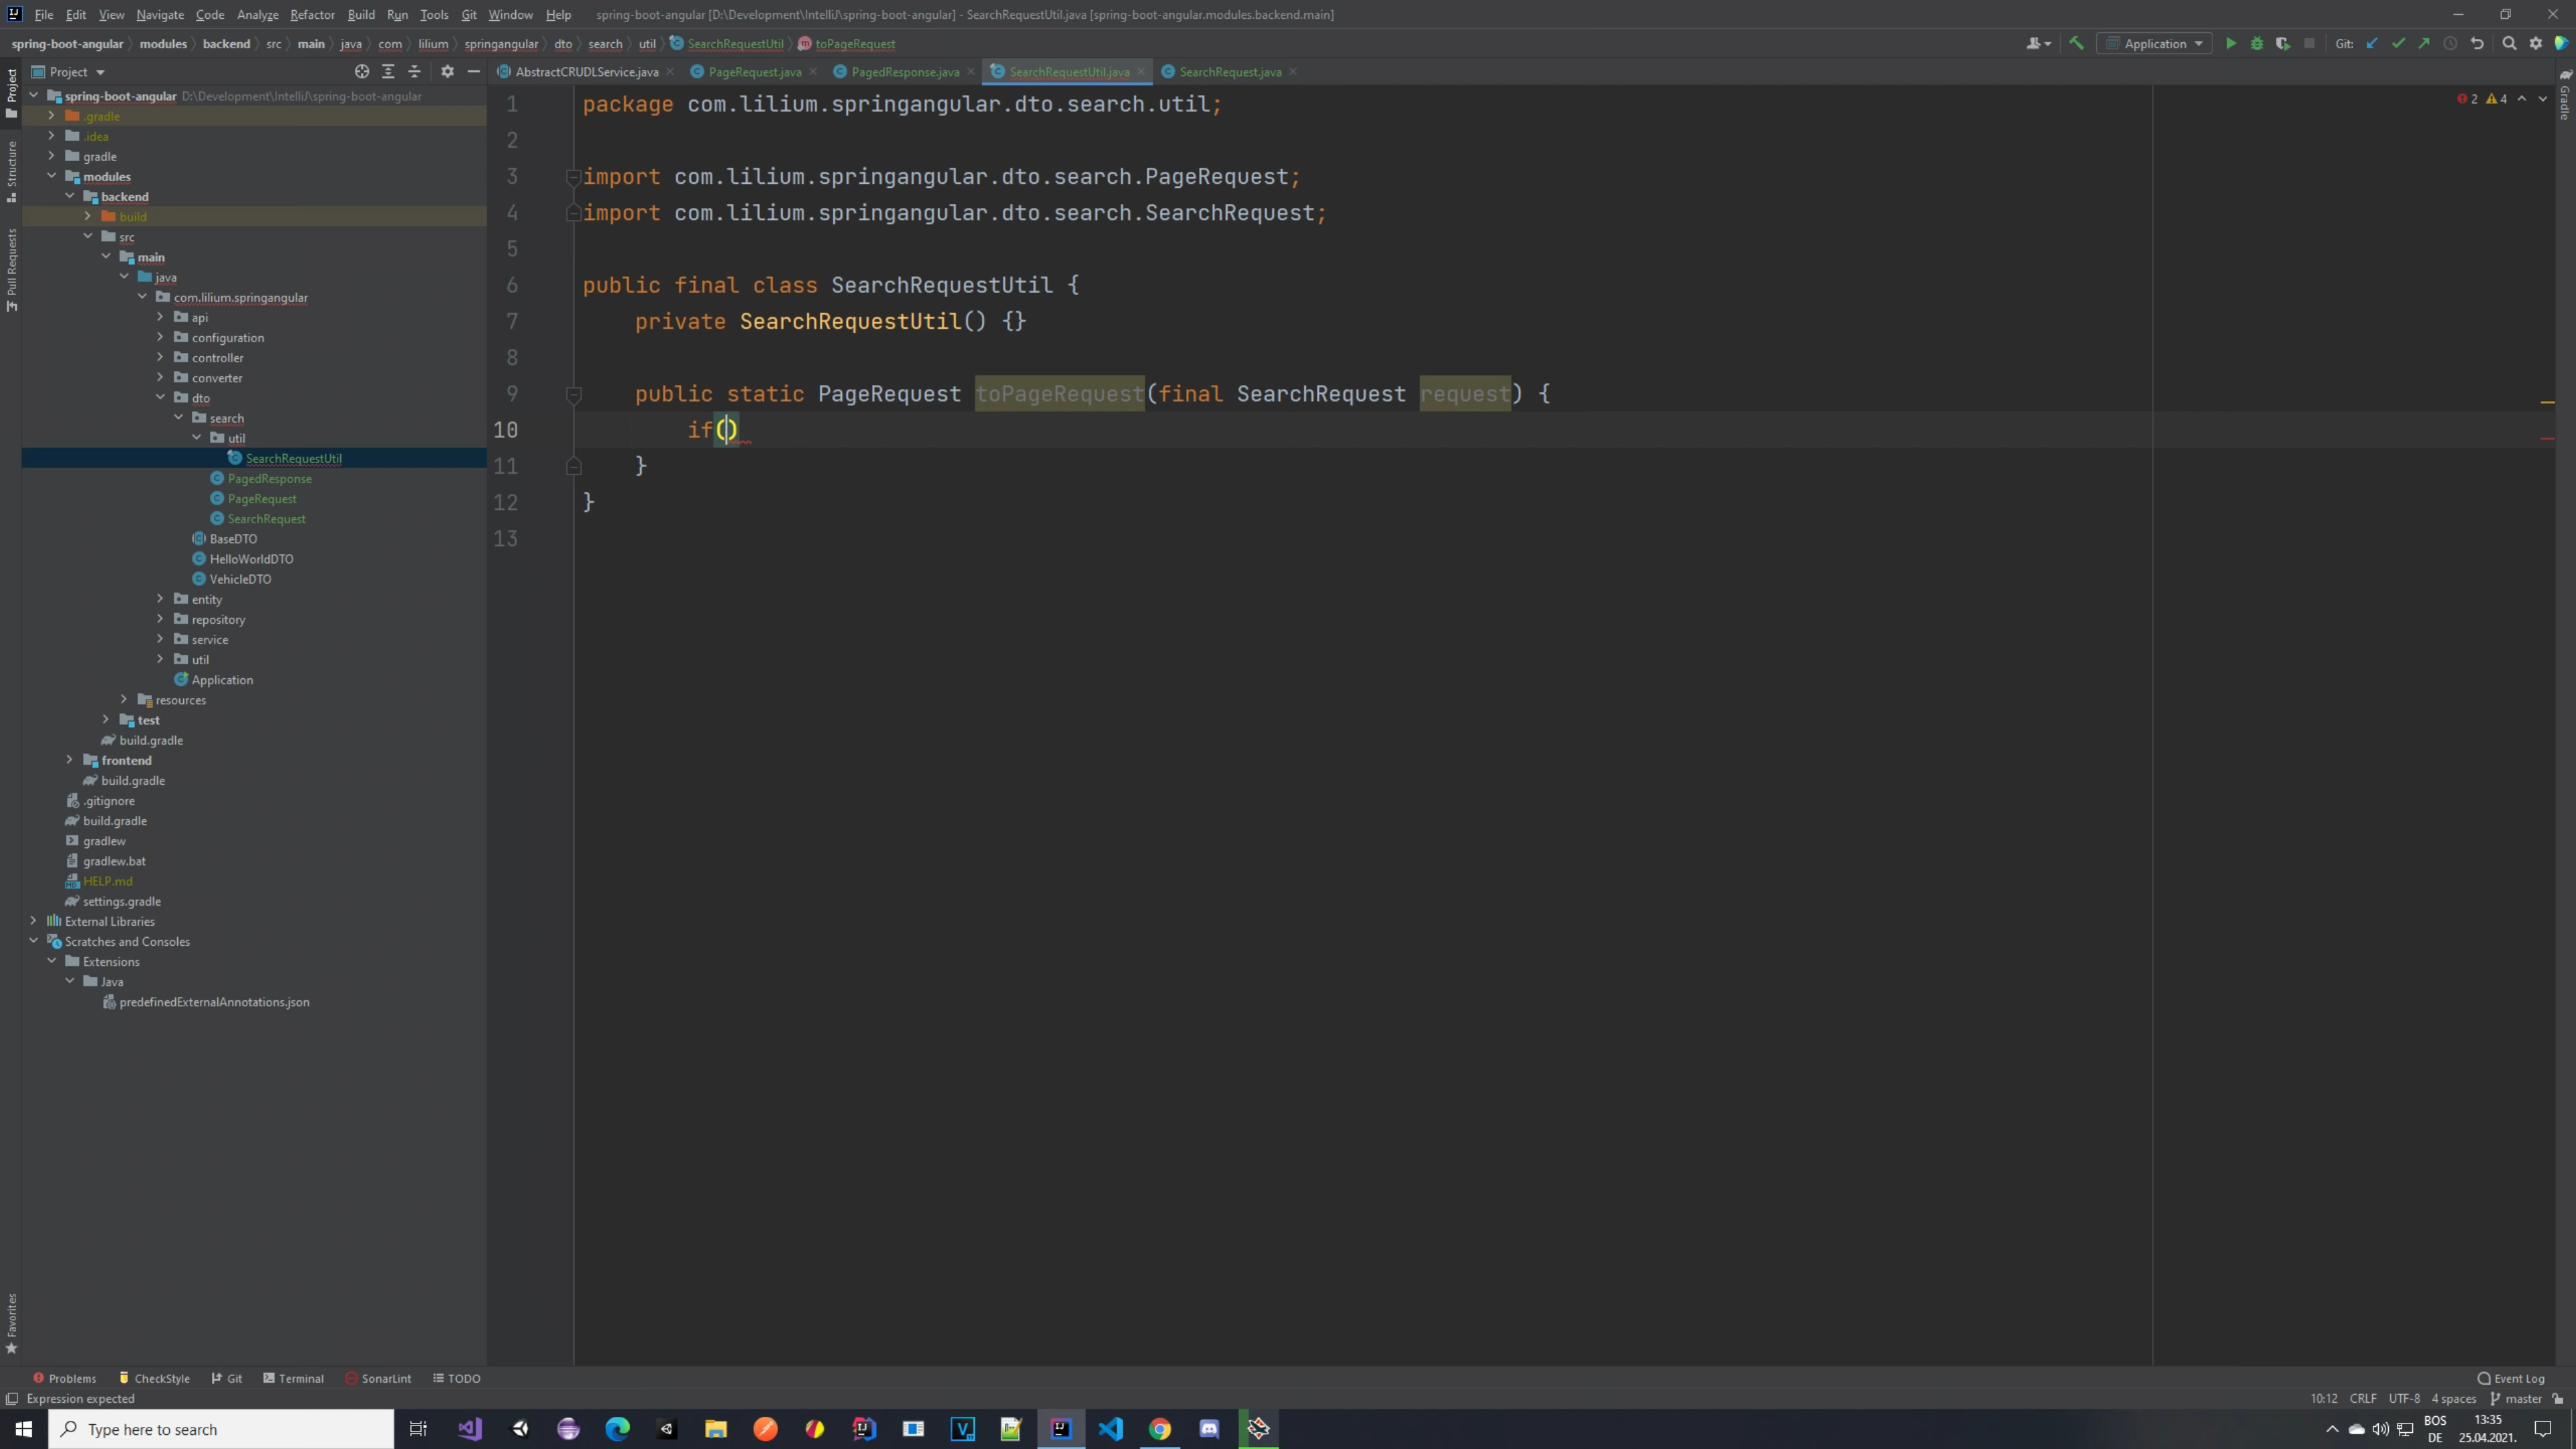 File Edit View Navigate Code Analyze Refactor Build Run Tools Git Window Help spring-boot-angular [D:\Development\IntelliJ\spring-boot-angular] - SearchRequestUtil.java [spring-boot-angular.modules.backend.main]
spring-boot-angular modules backend src main java com lilium springangular dto search util SearchRequestUtil toPageRequest Application Git:
Project AbstractCRUDLService.java PageRequest.java PagedResponse.java SearchRequestUtil.java SearchRequest.java
spring-boot-angular D:\Development\IntelliJ\spring-boot-angular
.gradle
.idea
gradle
modules
backend
build
src
main
java
com.lilium.springangular
api
configuration
controller
converter
dto
search
util
SearchRequestUtil
PagedResponse
PageRequest
SearchRequest
BaseDTO
HelloWorldDTO
VehicleDTO
entity
repository
service
util
Application
resources
test
build.gradle
frontend
build.gradle
.gitignore
build.gradle
gradlew
gradlew.bat
HELP.md
settings.gradle
External Libraries
Scratches and Consoles
Extensions
Java
predefinedExternalAnnotations.json
Project
Structure
Pull Requests
Favorites
1 package com.lilium.springangular.dto.search.util;
2
3 import com.lilium.springangular.dto.search.PageRequest;
4 import com.lilium.springangular.dto.search.SearchRequest;
5
6 public final class SearchRequestUtil {
7 private SearchRequestUtil() {}
8
9 public static PageRequest toPageRequest(final SearchRequest request) {
10 if()
11 }
12 }
13
2 4
Gradle
Problems CheckStyle Git Terminal SonarLint TODO Event Log
Expression expected 10:12 CRLF UTF-8 4 spaces master
Type here to search
BOS
DE
13:35
25.04.2021.